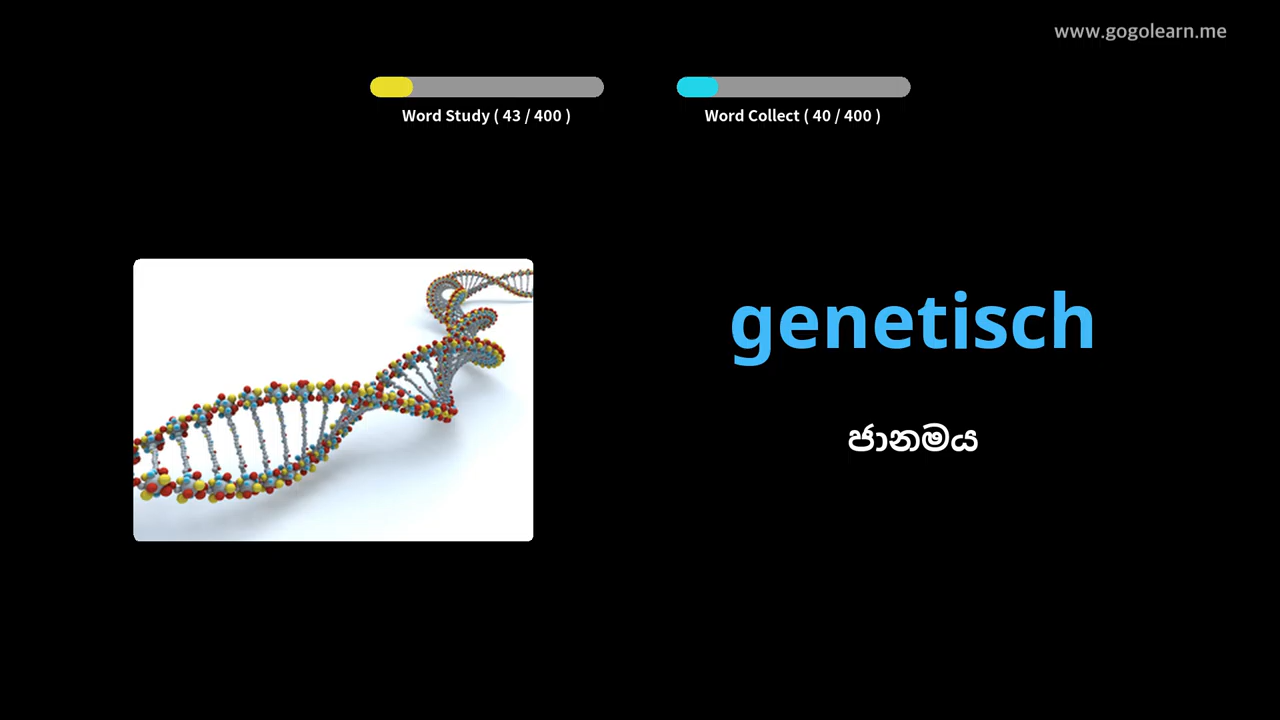 www.gogolearn.me
Word Study ( 43 / 400 )
Word Collect ( 40 / 400 )
genetisch
ජානමය